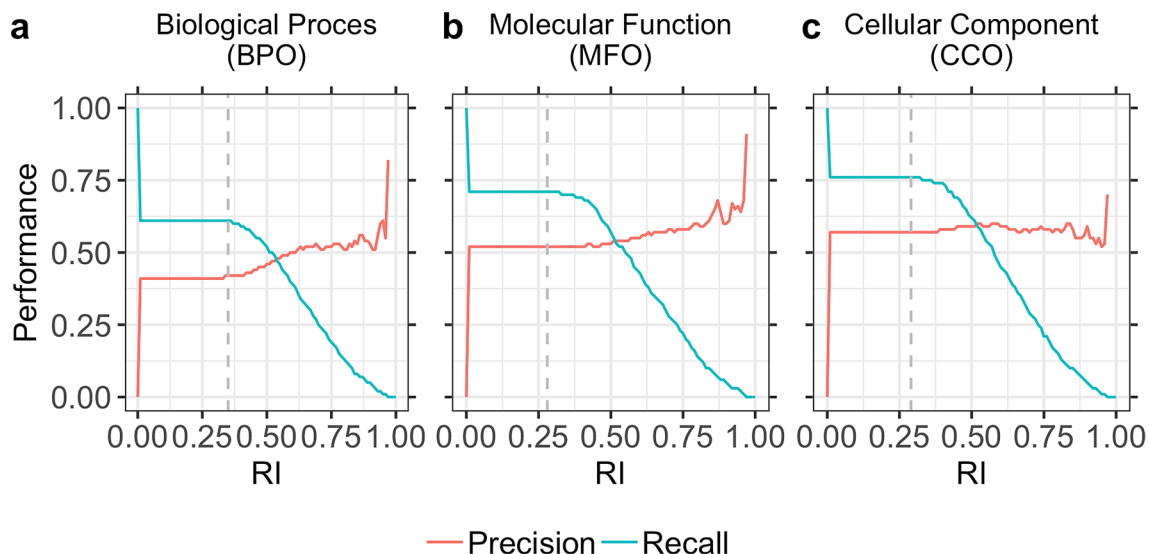 a Biological Proces b Molecular Function c Cellular Component
(BPO) (MFO) (CCO)
Performance
1.00
0.75
0.50
0.25
0.00
0.00 0.25 0.50 0.75 1.00 0.00 0.25 0.50 0.75 1.00 0.00 0.25 0.50 0.75 1.00
RI RI RI
Precision Recall